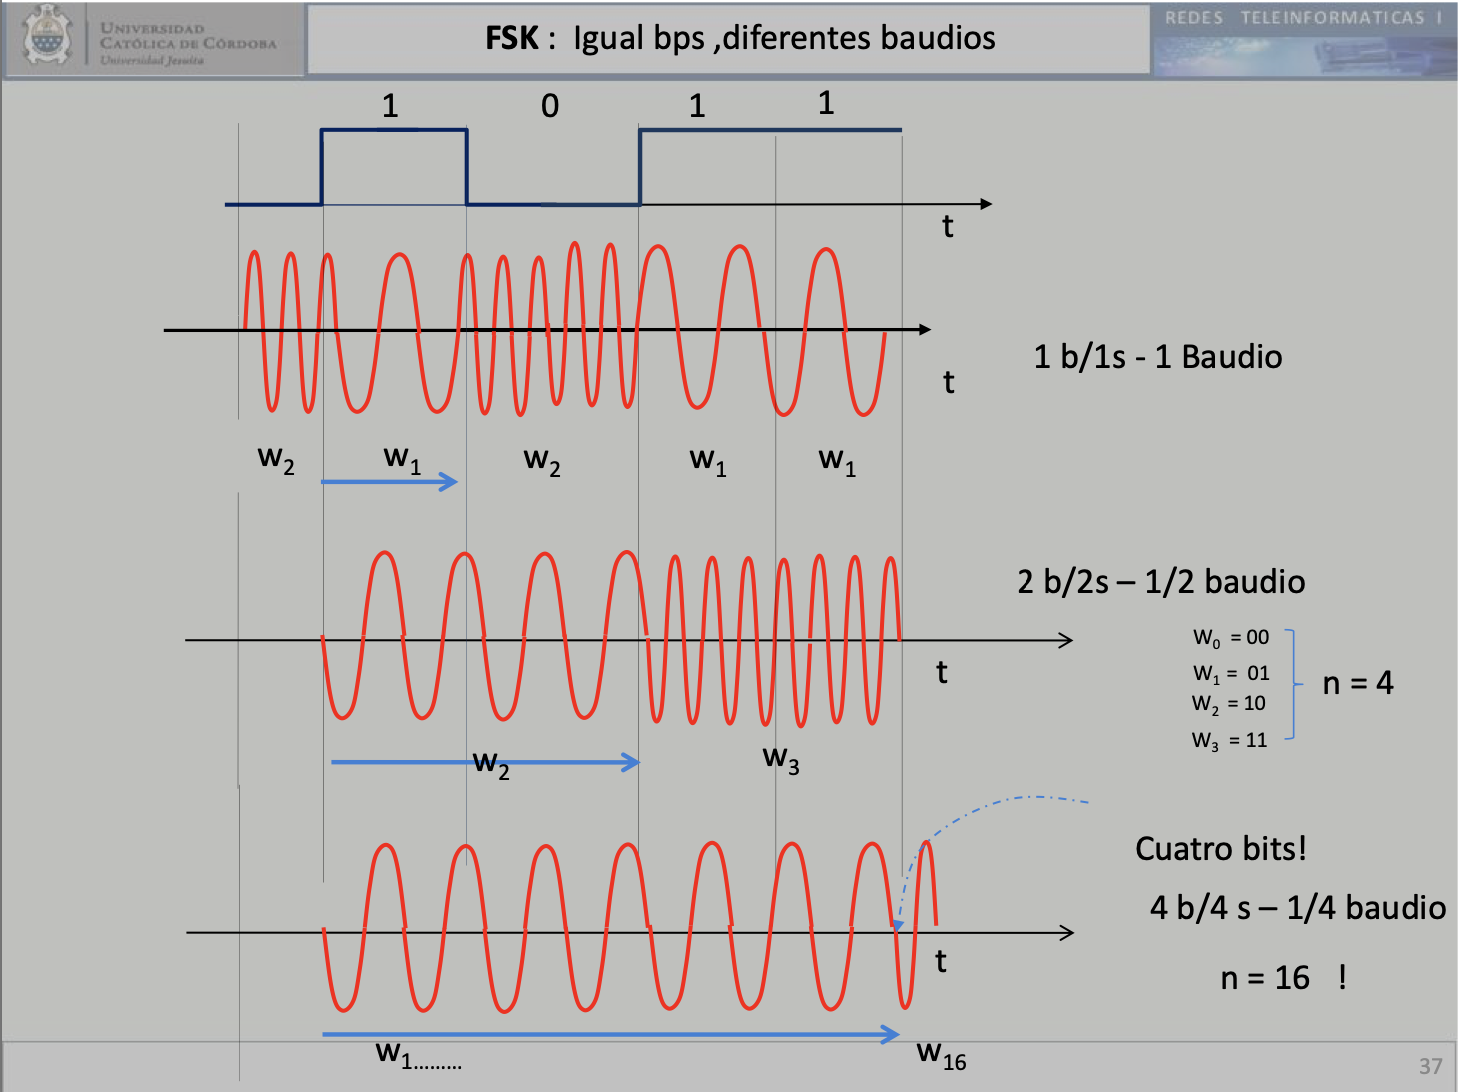 UNIVERSIDAD
CATÓLICA DE CÓRDOBA
Universidad Jesuita
FSK : Igual bps ,diferentes baudios
REDES TELEINFORMATICAS I
1 0 1 1
t
1 b/1s - 1 Baudio
t
w2 w1 w2 w1 w1
2 b/2s – 1/2 baudio
W0 = 00
W1 = 01
W2 = 10
W3 = 11
n = 4
t
w2 w3
Cuatro bits!
4 b/4 s – 1/4 baudio
t
n = 16 !
w1......... w16
37